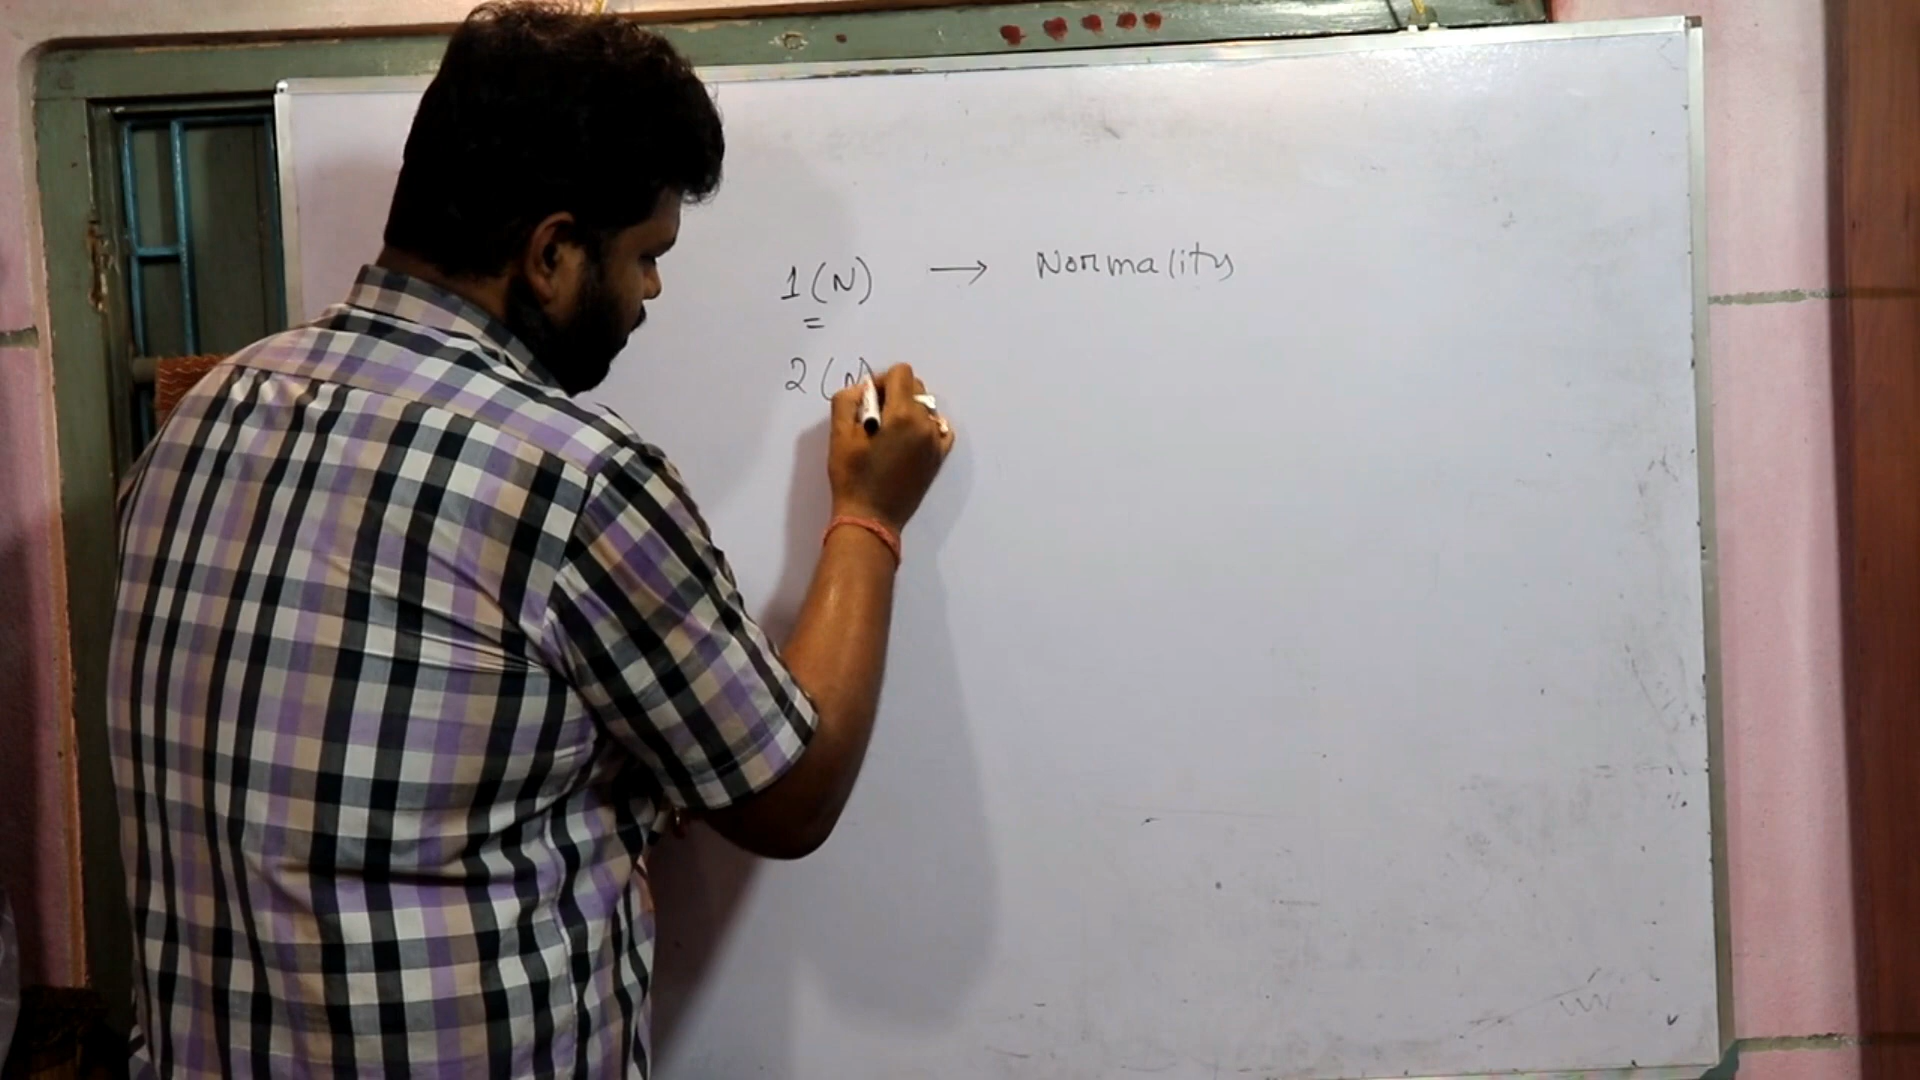 1 (N) → Normality
=
2 (N)